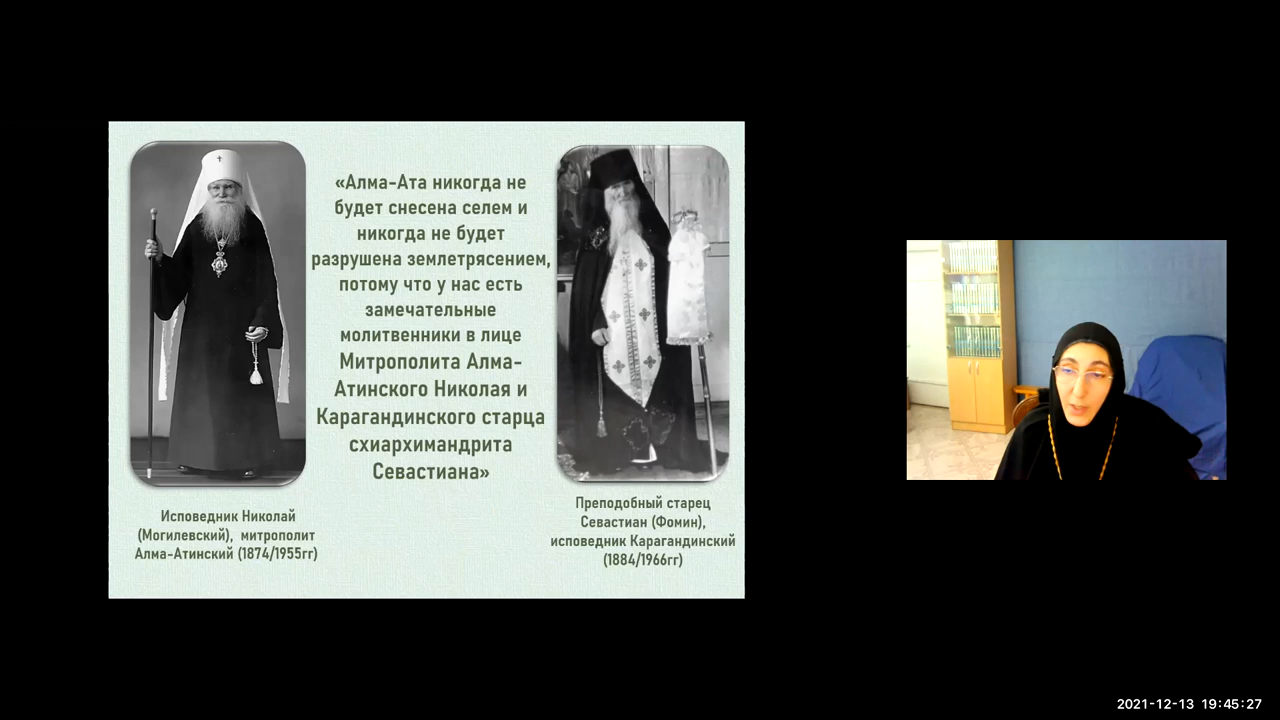 «Алма-Ата никогда не
будет снесена селем и
никогда не будет
разрушена землетрясением,
потому что у нас есть
замечательные
молитвенники в лице
Митрополита Алма-
Атинского Николая и
Карагандинского старца
схиархимандрита
Севастиана»
Исповедник Николай
(Могилевский), митрополит
Алма-Атинский (1874/1955гг)
Преподобный старец
Севастиан (Фомин),
исповедник Карагандинский
(1884/1966гг)
2021-12-13 19:45:27